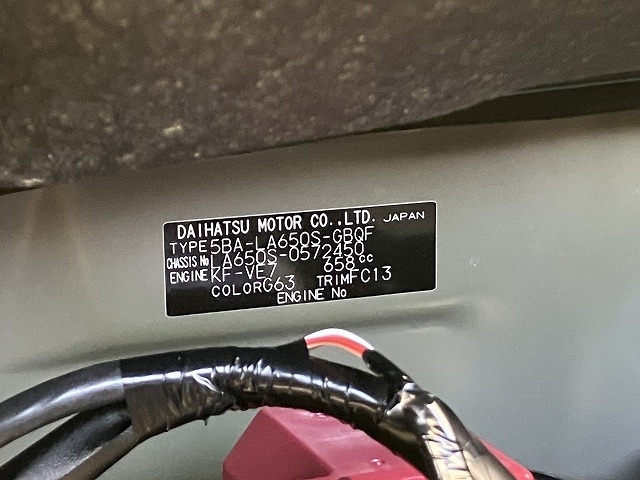 DAIHATSU MOTOR CO.,LTD. JAPAN
TYPE 5BA-LA650S-GBQF
CHASSIS No LA650S-0572450
ENGINE KF-VE7 658cc
COLOR G63 TRIM FC13
ENGINE No